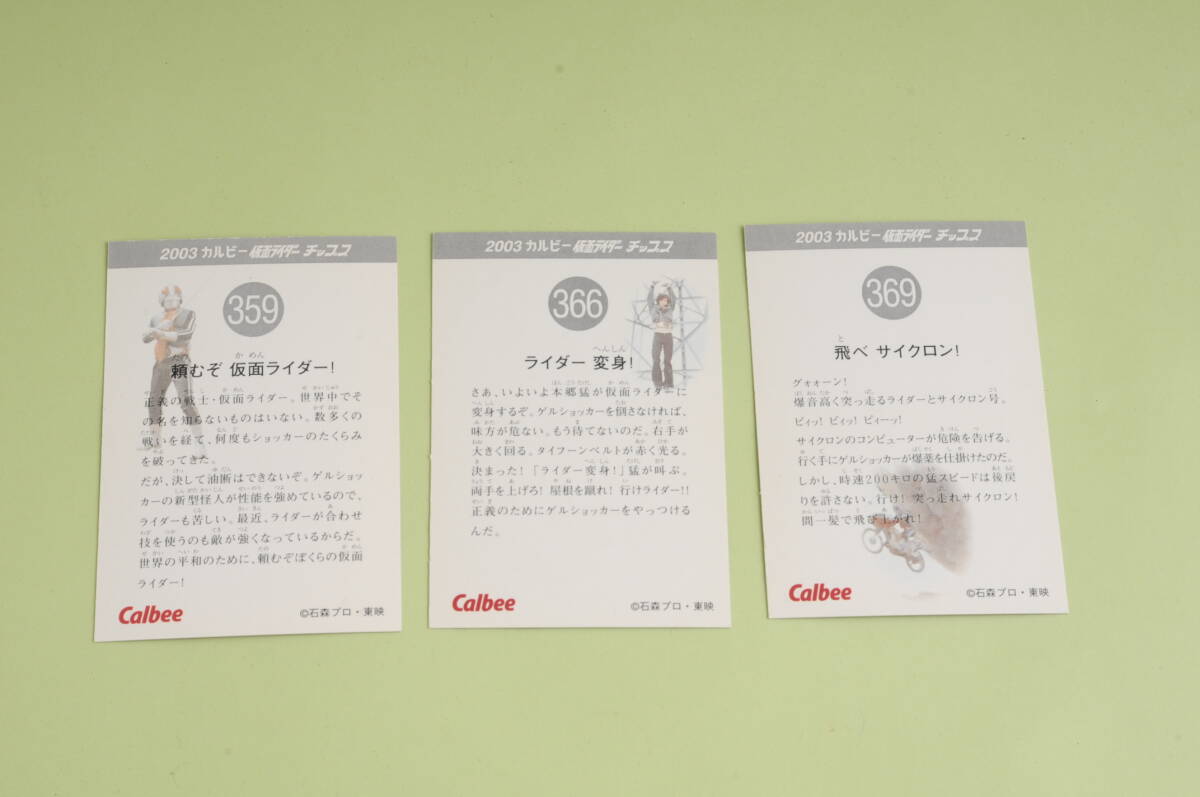 2003 カルビー 仮面ライダー チップス
359
頼むぞ 仮面ライダー!
正義の戦士・仮面ライダー。世界中でそ
の名を知らないものはいない。数多くの
戦いを経て、何度もショッカーのたくらみ
を破ってきた。
だが、決して油断はできないぞ。ゲルショッ
カーの新型怪人が性能を強めているので、
ライダーも苦しい。最近、ライダーが合わせ
技を使うのも敵が強くなっているからだ。
世界の平和のために、頼むぞぼくらの仮面
ライダー!
Calbee
©石森プロ・東映
2003 カルビー 仮面ライダー チップス
366
ライダー 変身!
さあ、いよいよ本郷猛が仮面ライダーに
変身するぞ。ゲルショッカーを倒さなければ、
味方が危ない。もう待てないのだ。右手が
大きく回る。タイフーンベルトが赤く光る。
決まった!「ライダー変身!」猛が叫ぶ。
両手を上げろ! 屋根を蹴れ! 行けライダー!!
正義のためにゲルショッカーをやっつける
んだ。
Calbee
©石森プロ・東映
2003 カルビー 仮面ライダー チップス
369
飛べ サイクロン!
グォォーン!
爆音高く突っ走るライダーとサイクロン号。
ビィッ! ビィッ! ビィーッ!
サイクロンのコンピューターが危険を告げる。
行く手にゲルショッカーが爆薬を仕掛けたのだ。
しかし、時速200キロの猛スピードは後戻
りを許さない。行け! 突っ走れサイクロン!
間一髪で飛び上がれ!
Calbee
©石森プロ・東映